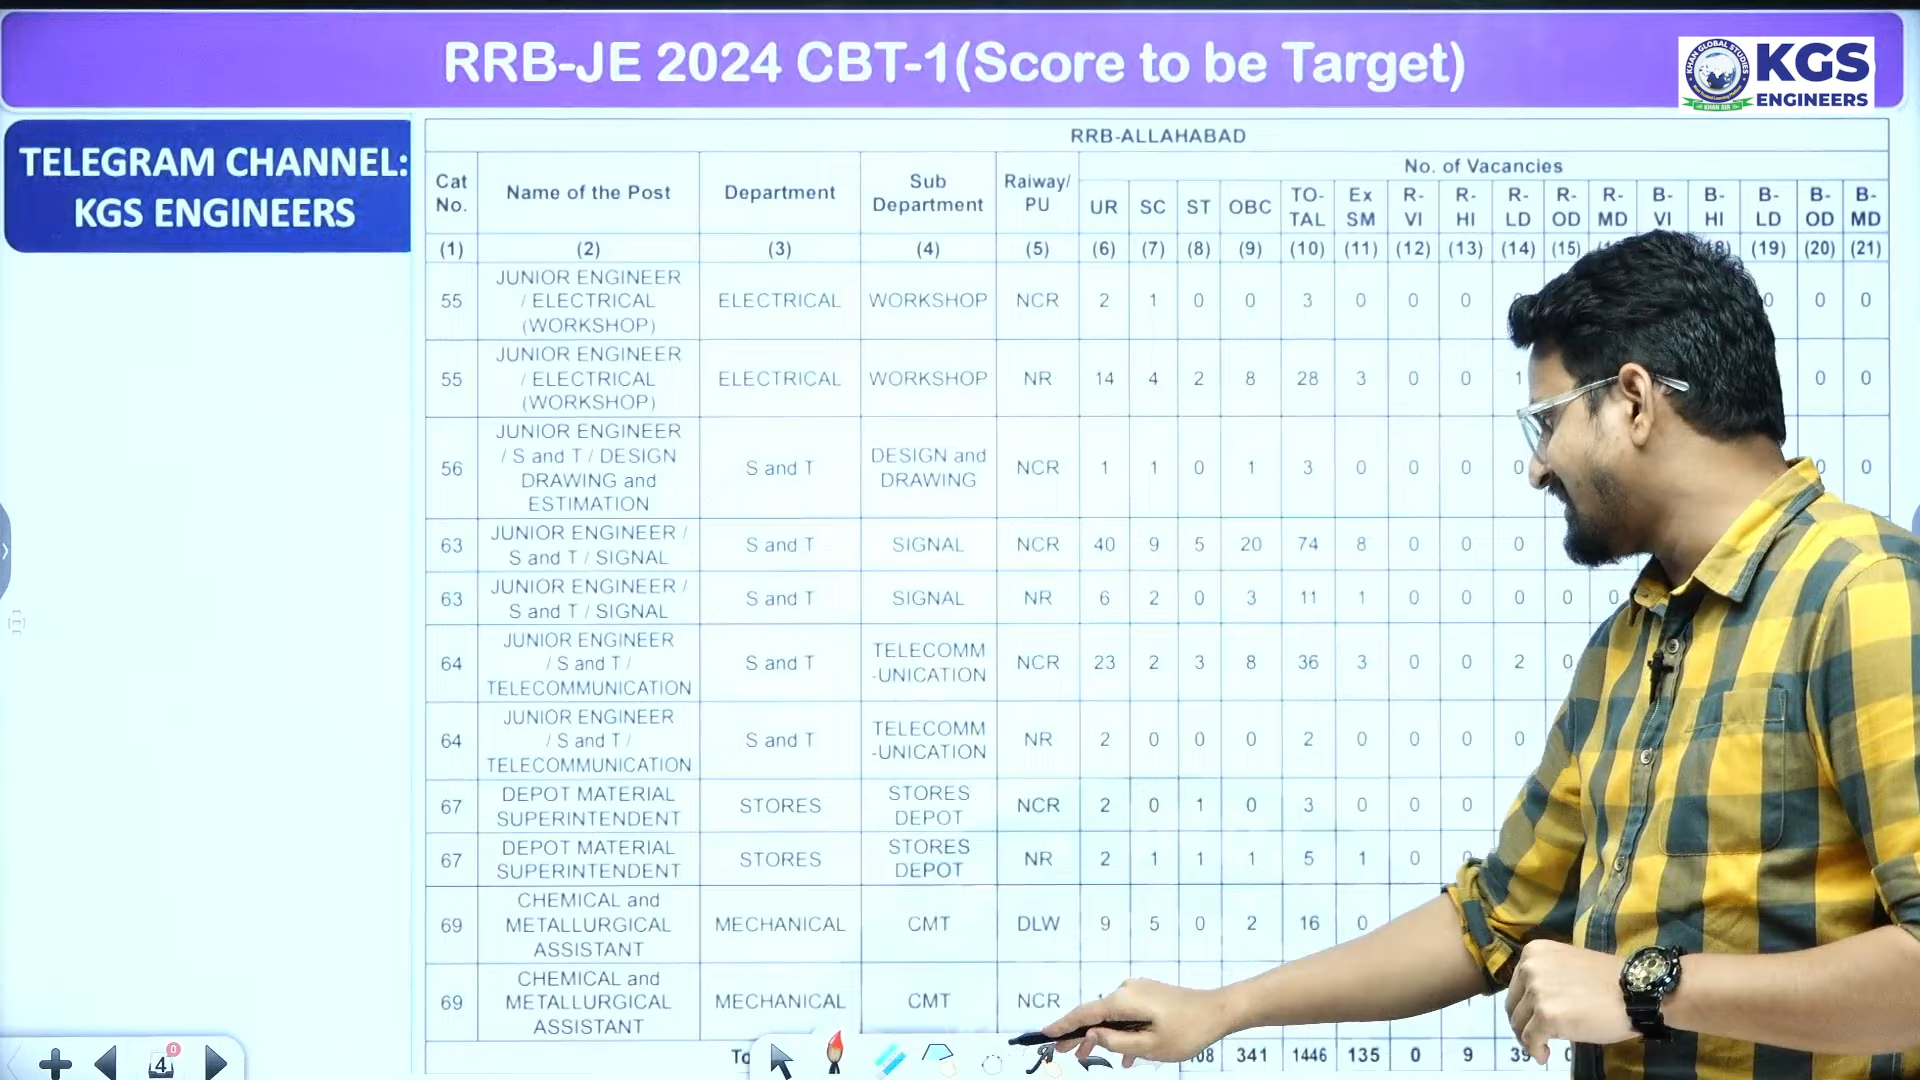 RRB-JE 2024 CBT-1(Score to be Target)
KHAN GLOBAL STUDIES
KHAN SIR
KGS
ENGINEERS
TELEGRAM CHANNEL:
KGS ENGINEERS
RRB-ALLAHABAD
Cat No. Name of the Post Department Sub Department Raiway/ PU No. of Vacancies
UR SC ST OBC TO-TAL Ex SM R-VI R-HI R-LD R-OD R-MD B-VI B-HI B-LD B-OD B-MD
(1) (2) (3) (4) (5) (6) (7) (8) (9) (10) (11) (12) (13) (14) (15) (19) (20) (21)
55 JUNIOR ENGINEER / ELECTRICAL (WORKSHOP) ELECTRICAL WORKSHOP NCR 2 1 0 0 3 0 0 0 0 0 0
55 JUNIOR ENGINEER / ELECTRICAL (WORKSHOP) ELECTRICAL WORKSHOP NR 14 4 2 8 28 3 0 0 1 0 0
56 JUNIOR ENGINEER / S and T / DESIGN DRAWING and ESTIMATION S and T DESIGN and DRAWING NCR 1 1 0 1 3 0 0 0 0 0 0
63 JUNIOR ENGINEER / S and T / SIGNAL S and T SIGNAL NCR 40 9 5 20 74 8 0 0 0
63 JUNIOR ENGINEER / S and T / SIGNAL S and T SIGNAL NR 6 2 0 3 11 1 0 0 0 0 0
64 JUNIOR ENGINEER / S and T / TELECOMMUNICATION S and T TELECOMM -UNICATION NCR 23 2 3 8 36 3 0 0 2 0
64 JUNIOR ENGINEER / S and T / TELECOMMUNICATION S and T TELECOMM -UNICATION NR 2 0 0 0 2 0 0 0 0
67 DEPOT MATERIAL SUPERINTENDENT STORES STORES DEPOT NCR 2 0 1 0 3 0 0 0
67 DEPOT MATERIAL SUPERINTENDENT STORES STORES DEPOT NR 2 1 1 1 5 1 0 0
69 CHEMICAL and METALLURGICAL ASSISTANT MECHANICAL CMT DLW 9 5 0 2 16 0
69 CHEMICAL and METALLURGICAL ASSISTANT MECHANICAL CMT NCR
341 1446 135 0 9 39
4
0